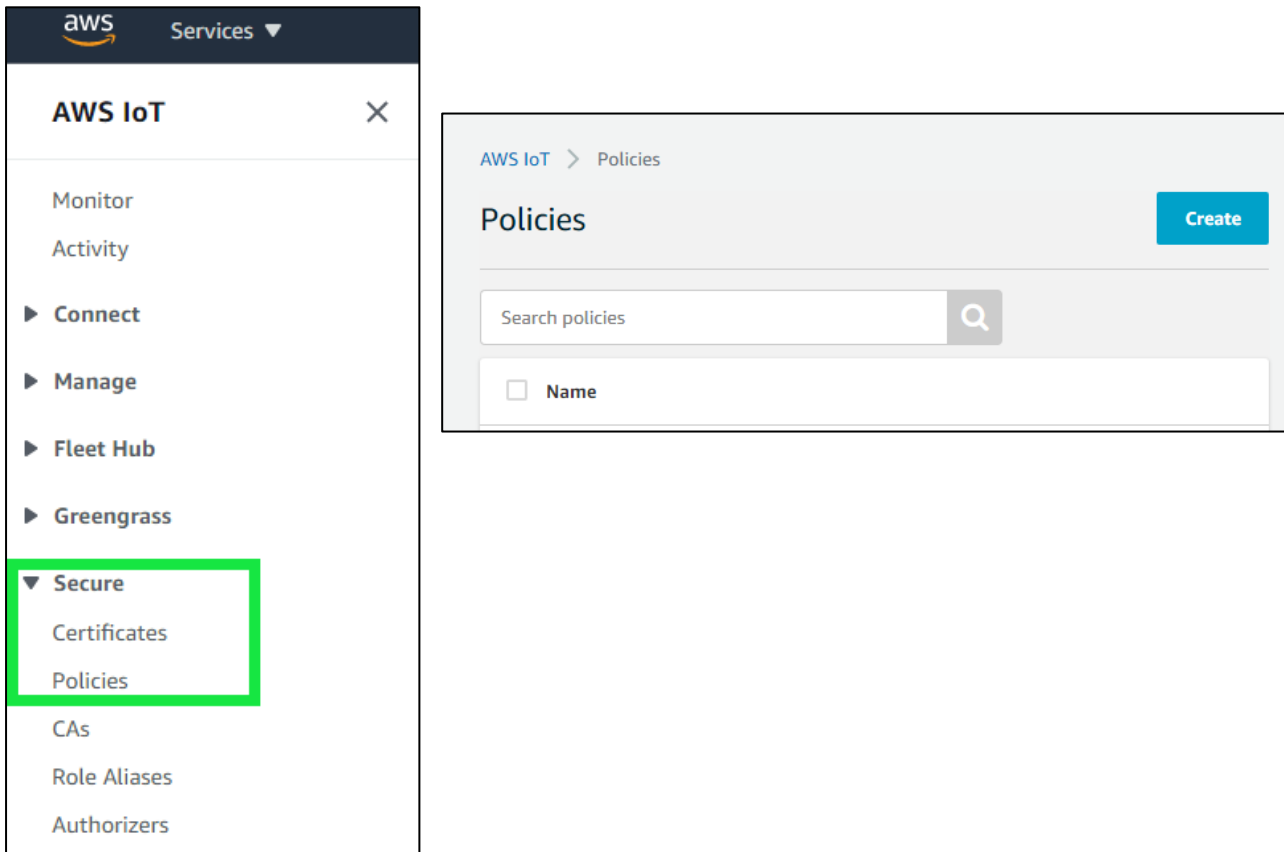 aws
Services
AWS IoT
Monitor
Activity
Connect
Manage
Fleet Hub
Greengrass
Secure
Certificates
Policies
CAs
Role Aliases
Authorizers
AWS IoT > Policies
Policies
Create
Search policies
Name